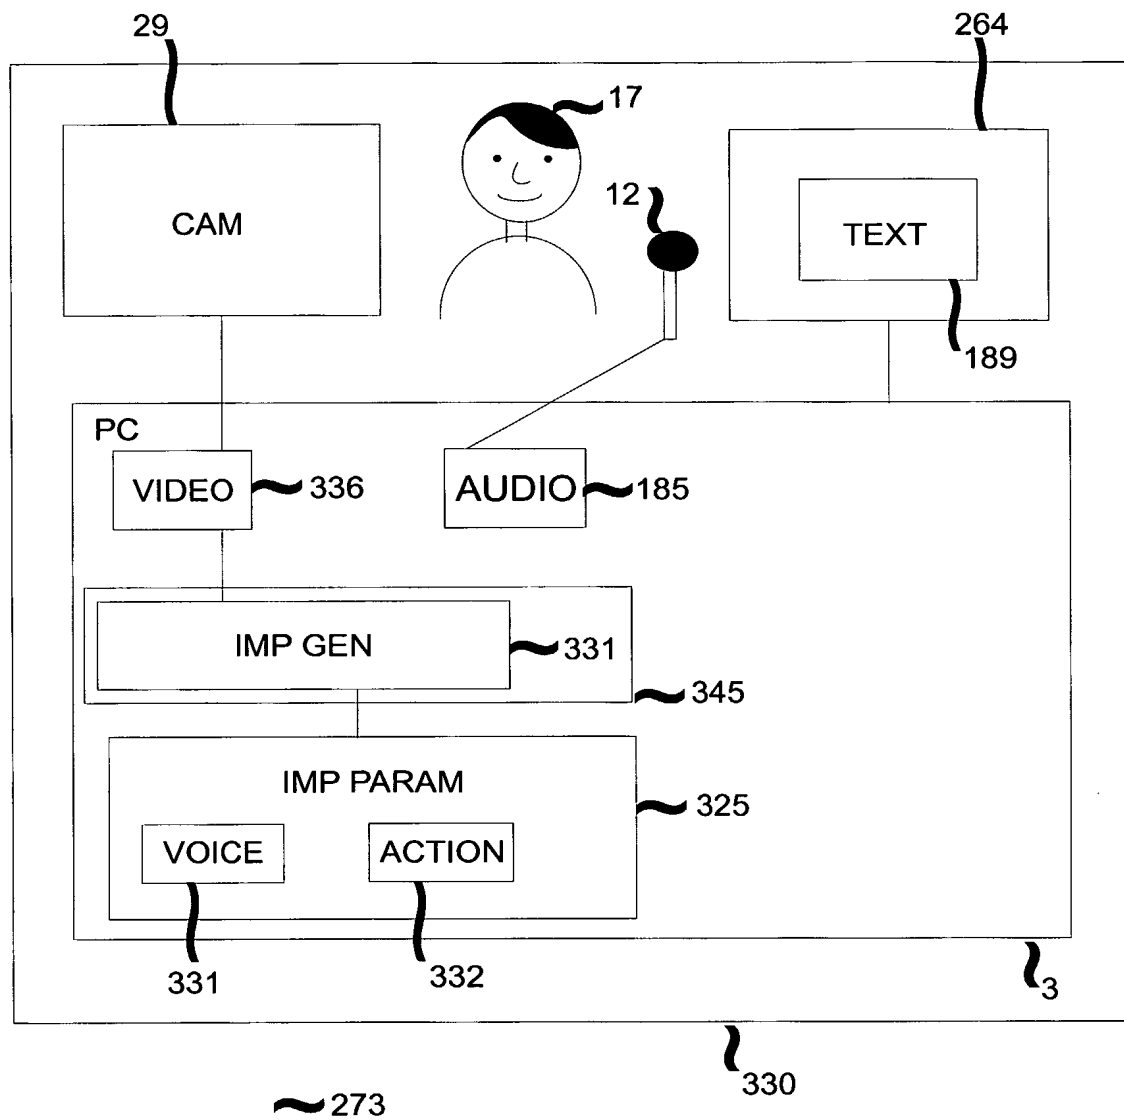 29
264
17
12
CAM
TEXT
189
PC
VIDEO
336
AUDIO
185
IMP GEN
331
345
IMP PARAM
325
VOICE
ACTION
331
332
3
330
273